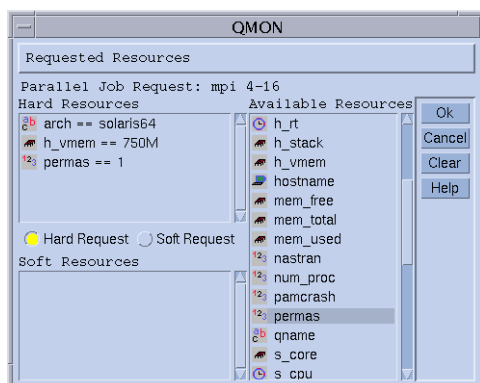 QMON
Requested Resources
Parallel Job Request: mpi 4-16
Hard Resources
arch == solaris64
h_vmem == 750M
permas == 1
Hard Request Soft Request
Soft Resources
Available Resources
h_rt
h_stack
h_vmem
hostname
mem_free
mem_total
mem_used
nastran
num_proc
pamcrash
permas
qname
s_core
s_cpu
Ok
Cancel
Clear
Help